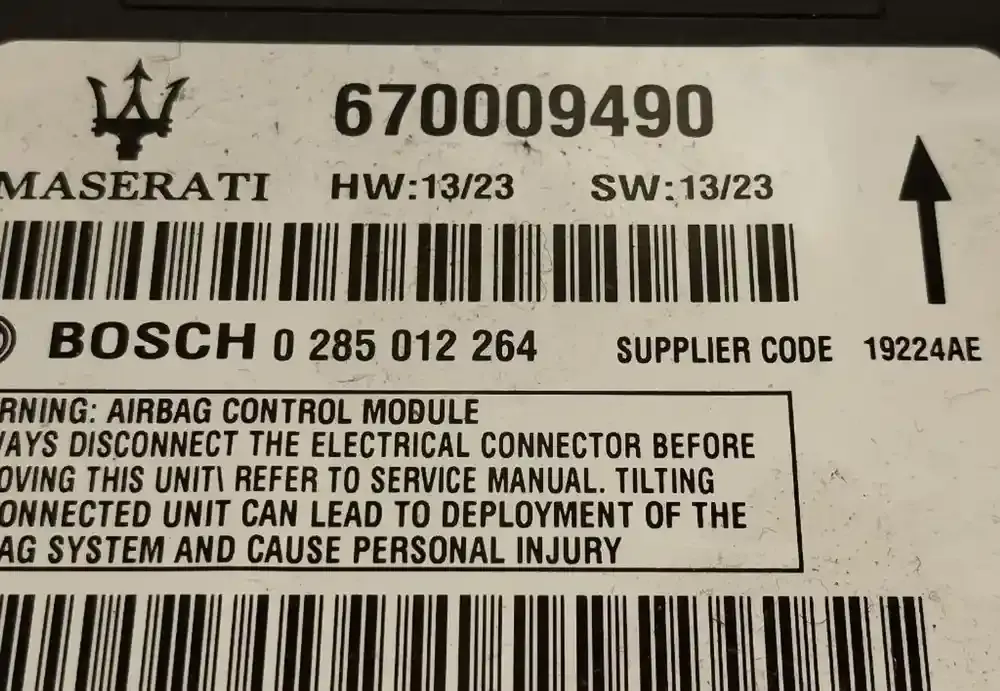 670009490
MASERATI HW:13/23 SW:13/23
BOSCH 0 285 012 264 SUPPLIER CODE 19224AE
RNING: AIRBAG CONTROL MODULE
AYS DISCONNECT THE ELECTRICAL CONNECTOR BEFORE
OVING THIS UNIT\ REFER TO SERVICE MANUAL. TILTING
ONNECTED UNIT CAN LEAD TO DEPLOYMENT OF THE
AG SYSTEM AND CAUSE PERSONAL INJURY